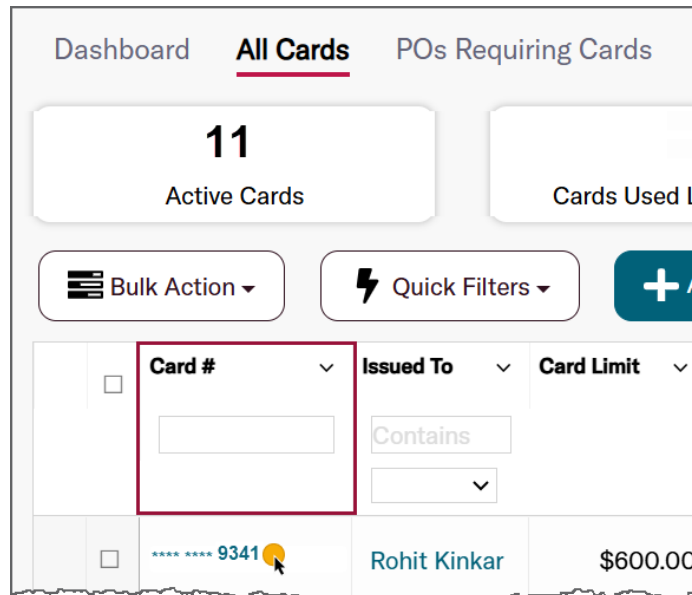 Dashboard All Cards POs Requiring Cards
11
Active Cards
Cards Used
Bulk Action Quick Filters
Card # Issued To Card Limit
Contains
**** **** 9341 Rohit Kinkar $600.00